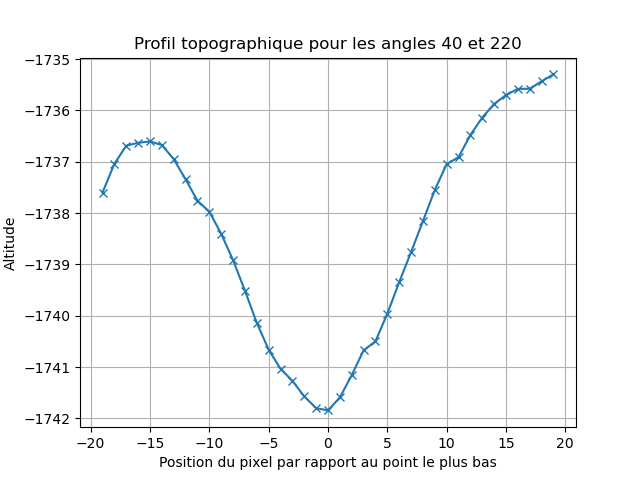 Profil topographique pour les angles 40 et 220
−1735
−1736
−1737
−1738
−1739
−1740
−1741
−1742
Altitude
−20 −15 −10 −5 0 5 10 15 20
Position du pixel par rapport au point le plus bas